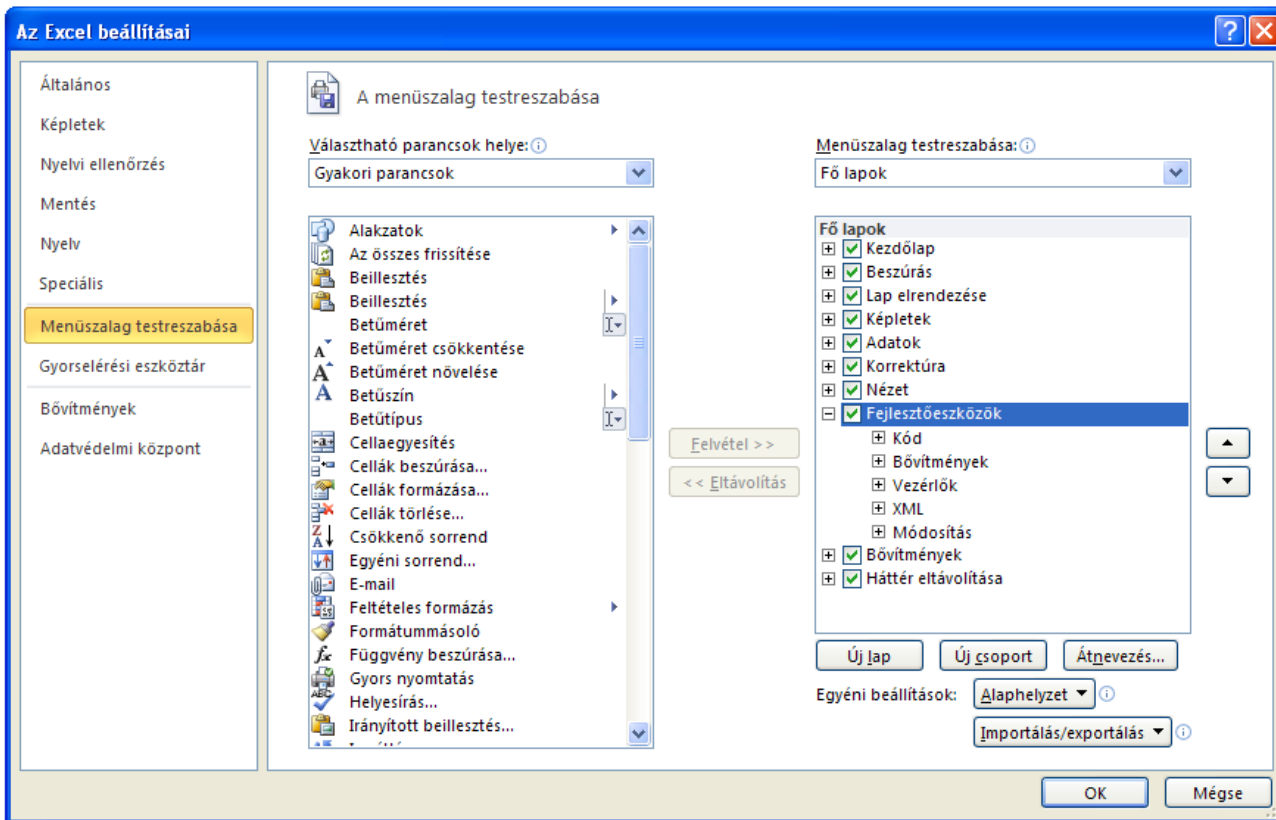 Az Excel beállításai
Általános
Képletek
Nyelvi ellenőrzés
Mentés
Nyelv
Speciális
Menüszalag testreszabása
Gyorselérési eszköztár
Bővítmények
Adatvédelmi központ
A menüszalag testreszabása
Választható parancsok helye:
Gyakori parancsok
Alakzatok
Az összes frissítése
Beillesztés
Beillesztés
Betűméret
Betűméret csökkentése
Betűméret növelése
Betűszín
Betűtípus
Cellaegyesítés
Cellák beszúrása...
Cellák formázása...
Cellák törlése...
Csökkenő sorrend
Egyéni sorrend...
E-mail
Feltételes formázás
Formátummásoló
Függvény beszúrása...
Gyors nyomtatás
Helyesírás...
Irányított beillesztés...
Felvétel >>
<< Eltávolítás
Menüszalag testreszabása:
Fő lapok
Fő lapok
Kezdőlap
Beszúrás
Lap elrendezése
Képletek
Adatok
Korrektúra
Nézet
Fejlesztőeszközök
Kód
Bővítmények
Vezérlők
XML
Módosítás
Bővítmények
Háttér eltávolítása
Új lap
Új csoport
Átnevezés...
Egyéni beállítások:
Alaphelyzet
Importálás/exportálás
OK
Mégse